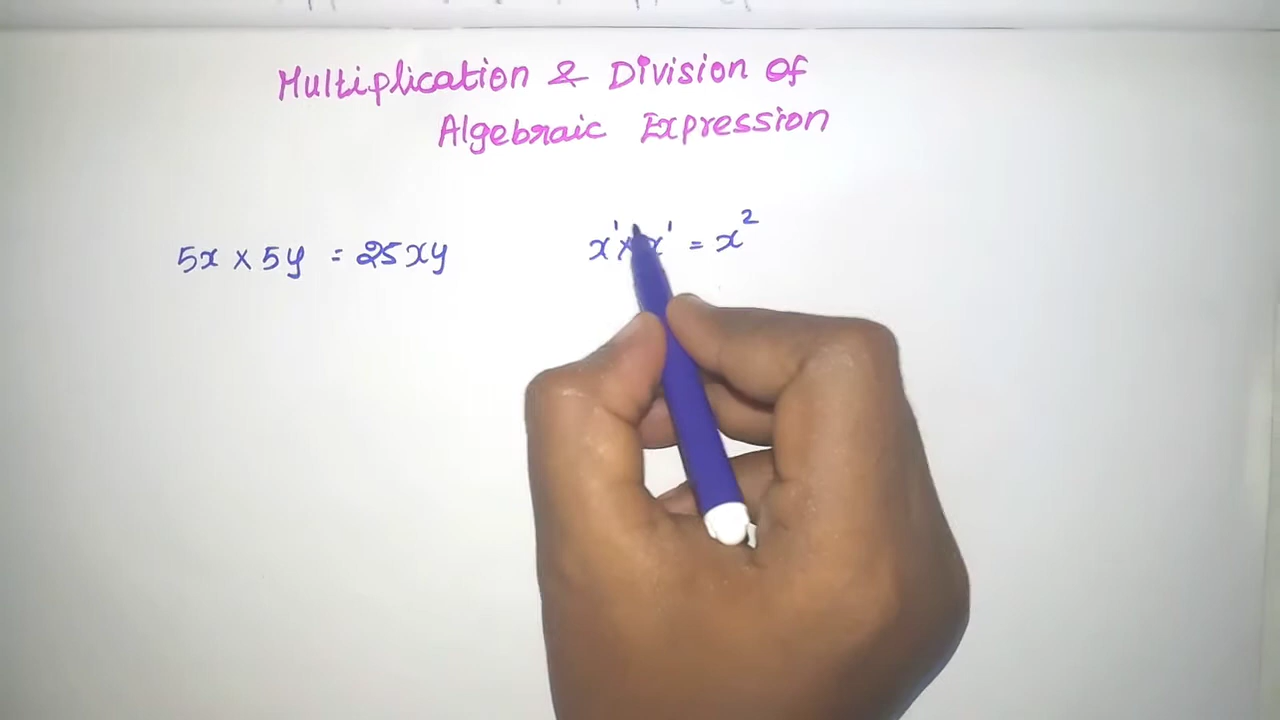 Multiplication & Division of
Algebraic Expression
5x × 5y = 25xy
x¹ × x¹ = x²